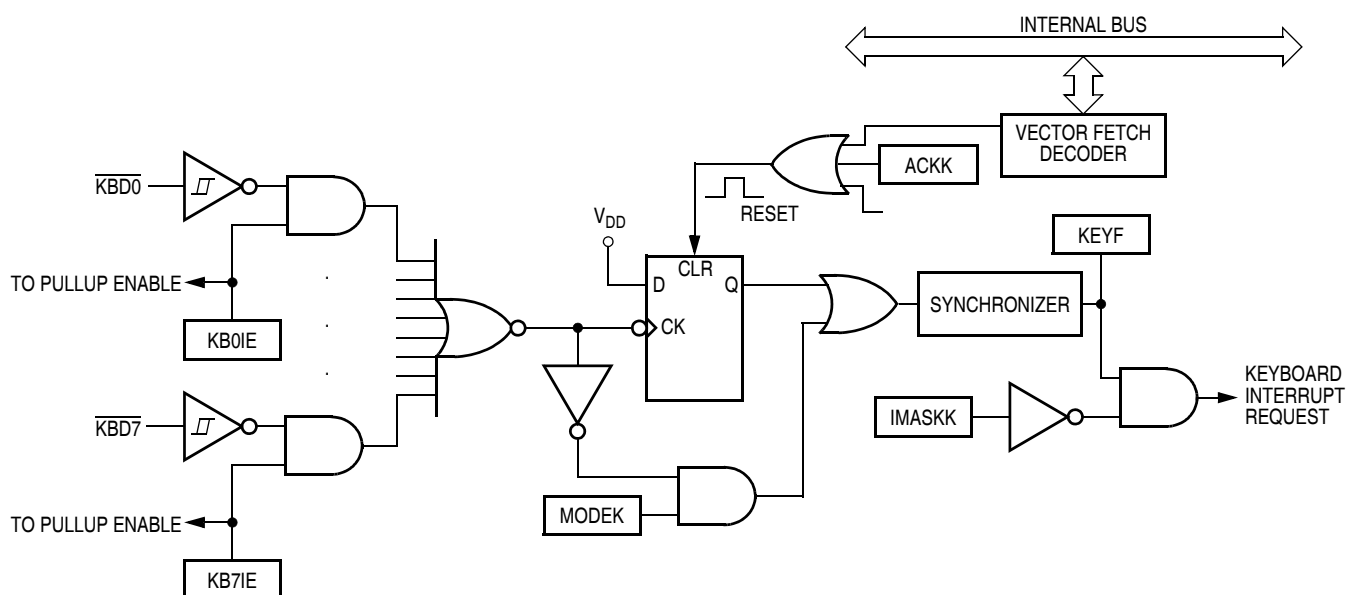 INTERNAL BUS
VECTOR FETCH
DECODER
ACKK
KBD0
RESET
VDD
KEYF
CLR
TO PULLUP ENABLE
D
Q
SYNCHRONIZER
CK
KB0IE
KEYBOARD
INTERRUPT
REQUEST
IMASKK
KBD7
MODEK
TO PULLUP ENABLE
KB7IE